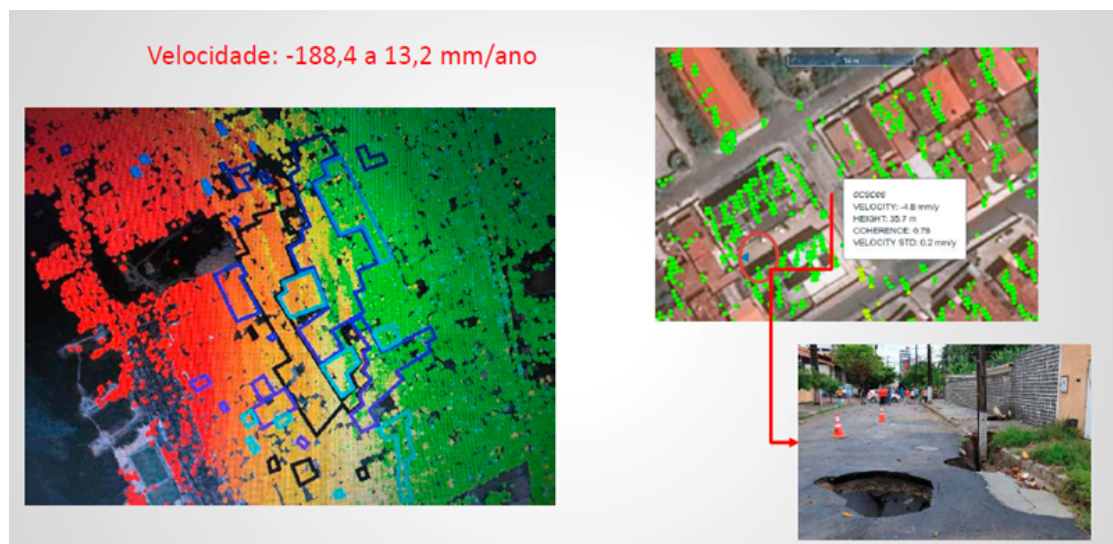 Velocidade: -188,4 a 13,2 mm/ano
VELOCITY: -4.8 mm/y
HEIGHT: 35.7 m
COHERENCE: 0.78
VELOCITY STD: 0.2 mm/y